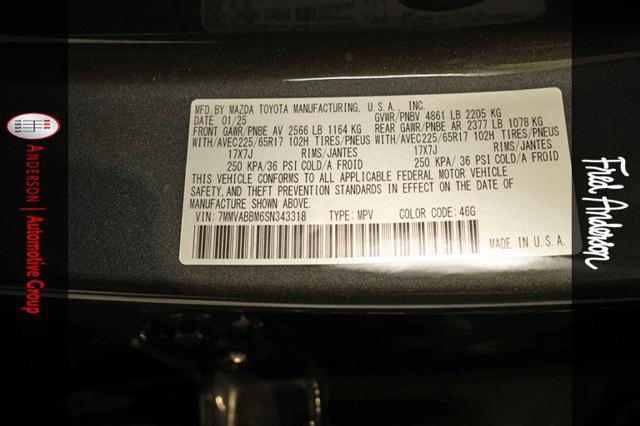 MFD. BY MAZDA TOYOTA MANUFACTURING, U.S.A., INC.
DATE 01/25 GVWR/PNBV 4861 LB 2205 KG
FRONT GAWR/PNBE AV 2566 LB 1164 KG REAR GAWR/PNBE AR 2377 LB 1078 KG
WITH/AVEC225/65R17 102H TIRES/PNEUS WITH/AVEC225/65R17 102H TIRES/PNEUS
17X7J RIMS/JANTES 17X7J RIMS/JANTES
250 KPA/36 PSI COLD/A FROID 250 KPA/36 PSI COLD/A FROID
THIS VEHICLE CONFORMS TO ALL APPLICABLE FEDERAL MOTOR VEHICLE
SAFETY, AND THEFT PREVENTION STANDARDS IN EFFECT ON THE DATE OF
MANUFACTURE SHOWN ABOVE.
VIN: 7MMVABBM6SN343318 TYPE: MPV COLOR CODE: 46G
MADE IN U.S.A.
ANDERSON | Automotive Group
Fred Anderson